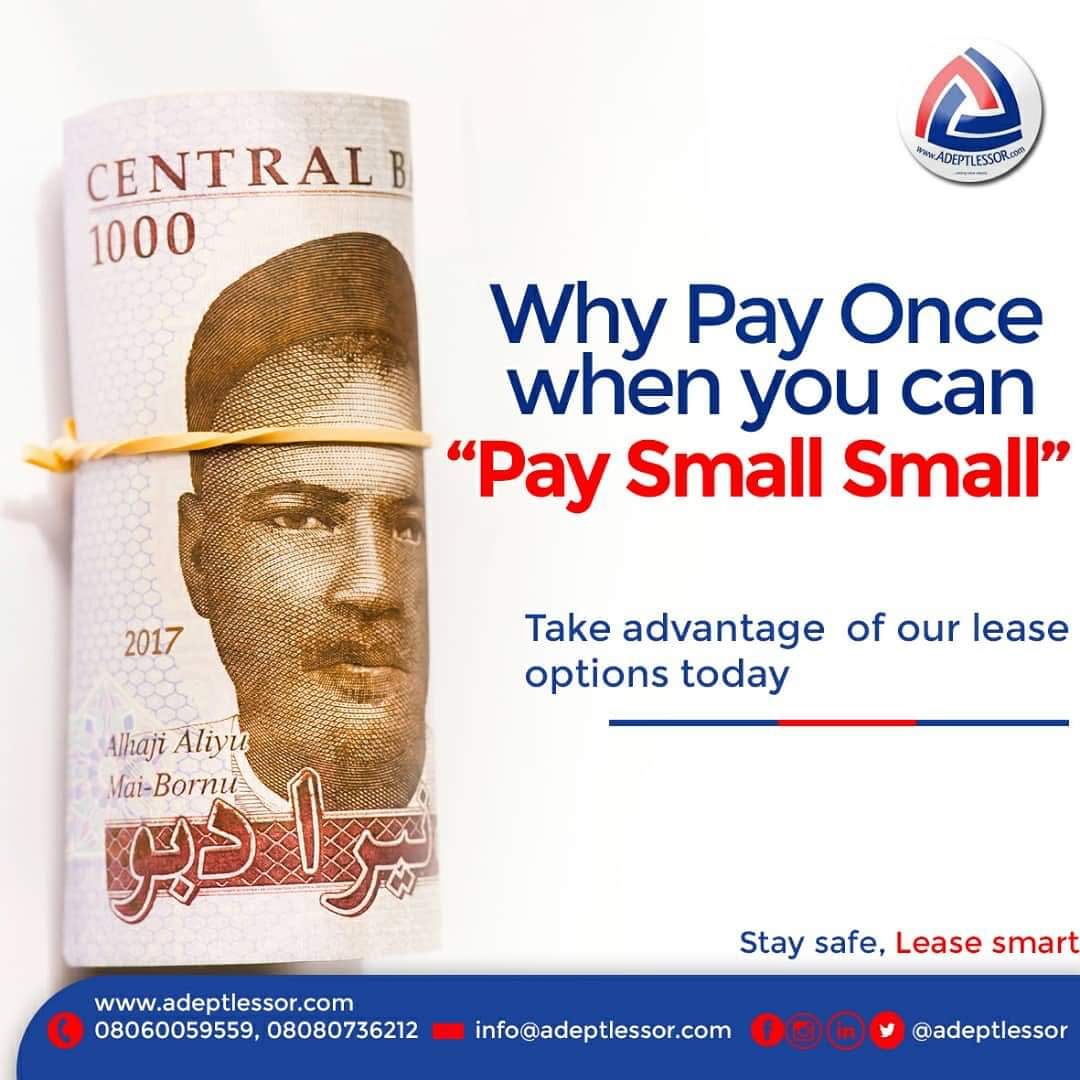 www.ADEPTLESSOR.com
CENTRAL B
1000
Why Pay Once
when you can
“Pay Small Small”
Take advantage of our lease
options today
2017
Alhaji Aliyu
Mai-Bornu
نيرا دبو
Stay safe, Lease smart
www.adeptlessor.com
08060059559, 08080736212
info@adeptlessor.com
@adeptlessor